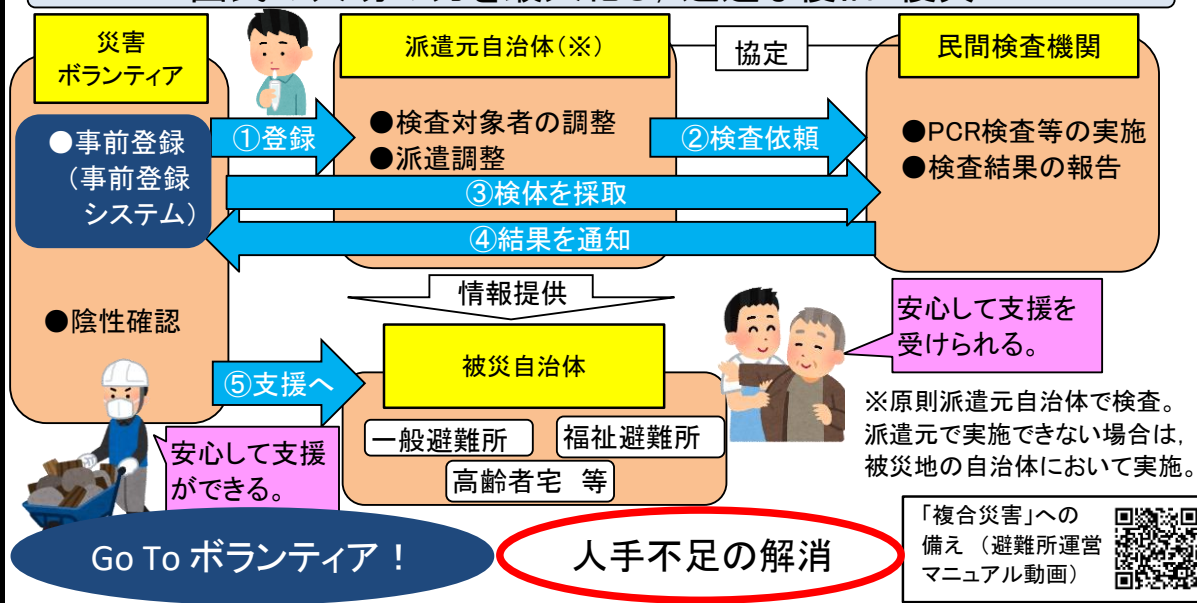 災害
ボランティア
派遣元自治体(※)
協定
民間検査機関
●事前登録
(事前登録
システム)
①登録
●検査対象者の調整
●派遣調整
②検査依頼
●PCR検査等の実施
●検査結果の報告
③検体を採取
④結果を通知
●陰性確認
情報提供
安心して支援を
受けられる。
⑤支援へ
被災自治体
一般避難所
福祉避難所
高齢者宅 等
安心して支援
ができる。
※原則派遣元自治体で検査。
派遣元で実施できない場合は,
被災地の自治体において実施。
Go To ボランティア！
人手不足の解消
「複合災害」への
備え (避難所運営
マニュアル動画)